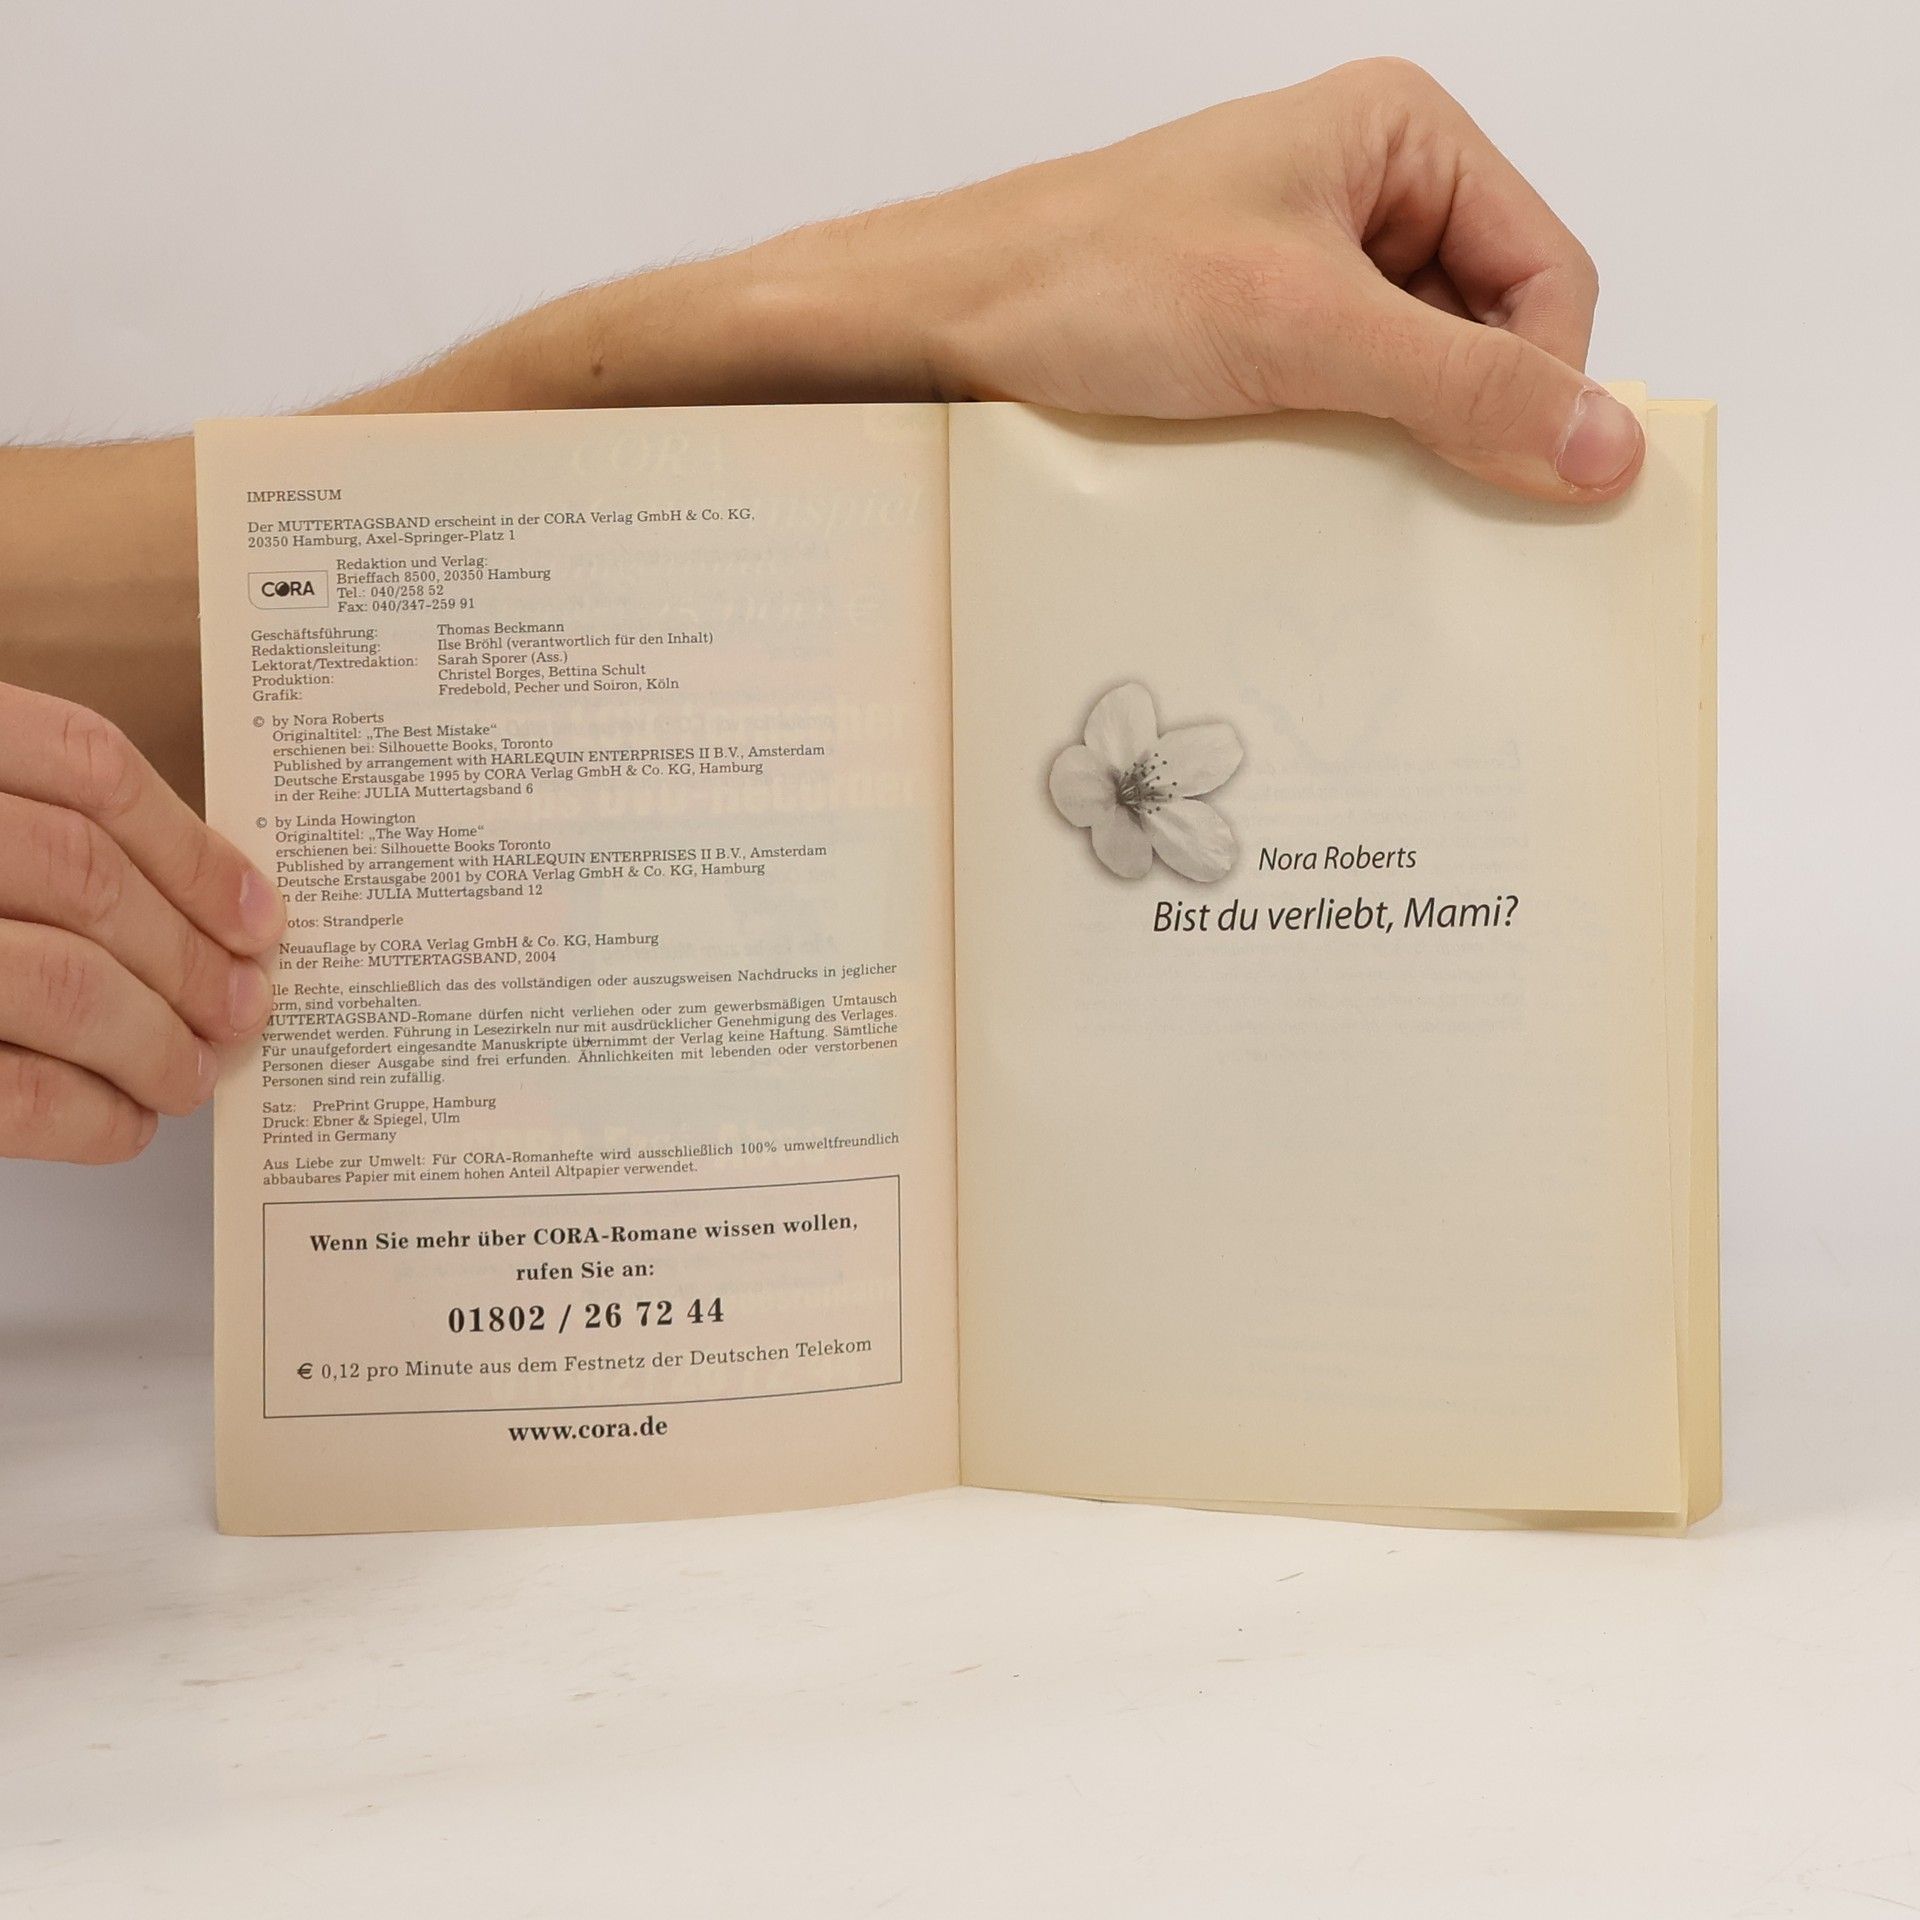 IMPRESSUM
Der MUTTERTAGSBAND erscheint in der CORA Verlag GmbH & Co. KG,
20350 Hamburg, Axel-Springer-Platz 1
CORA
Redaktion und Verlag:
Brieffach 8500, 20350 Hamburg
Tel.: 040/258 52
Fax: 040/347-259 91
Geschäftsführung: Thomas Beckmann
Redaktionsleitung: Ilse Bröhl (verantwortlich für den Inhalt)
Lektorat/Textredaktion: Sarah Sporer (Ass.)
Produktion: Christel Borges, Bettina Schult
Grafik: Fredebold, Pecher und Soiron, Köln
© by Nora Roberts
Originaltitel: „The Best Mistake“
erschienen bei: Silhouette Books, Toronto
Published by arrangement with HARLEQUIN ENTERPRISES II B.V., Amsterdam
Deutsche Erstausgabe 1995 by CORA Verlag GmbH & Co. KG, Hamburg
in der Reihe: JULIA Muttertagsband 6
© by Linda Howington
Originaltitel: „The Way Home“
erschienen bei: Silhouette Books Toronto
Published by arrangement with HARLEQUIN ENTERPRISES II B.V., Amsterdam
Deutsche Erstausgabe 2001 by CORA Verlag GmbH & Co. KG, Hamburg
n der Reihe: JULIA Muttertagsband 12
otos: Strandperle
Neuauflage by CORA Verlag GmbH & Co. KG, Hamburg
in der Reihe: MUTTERTAGSBAND, 2004
lle Rechte, einschließlich das des vollständigen oder auszugsweisen Nachdrucks in jeglicher
orm, sind vorbehalten.
MUTTERTAGSBAND-Romane dürfen nicht verliehen oder zum gewerbsmäßigen Umtausch
verwendet werden. Führung in Lesezirkeln nur mit ausdrücklicher Genehmigung des Verlages.
Für unaufgefordert eingesandte Manuskripte übernimmt der Verlag keine Haftung. Sämtliche
Personen dieser Ausgabe sind frei erfunden. Ähnlichkeiten mit lebenden oder verstorbenen
Personen sind rein zufällig.
Satz: PrePrint Gruppe, Hamburg
Druck: Ebner & Spiegel, Ulm
Printed in Germany
Aus Liebe zur Umwelt: Für CORA-Romanhefte wird ausschließlich 100% umweltfreundlich
abbaubares Papier mit einem hohen Anteil Altpapier verwendet.
Wenn Sie mehr über CORA-Romane wissen wollen,
rufen Sie an:
01802 / 26 72 44
€ 0,12 pro Minute aus dem Festnetz der Deutschen Telekom
www.cora.de
Nora Roberts
Bist du verliebt, Mami?